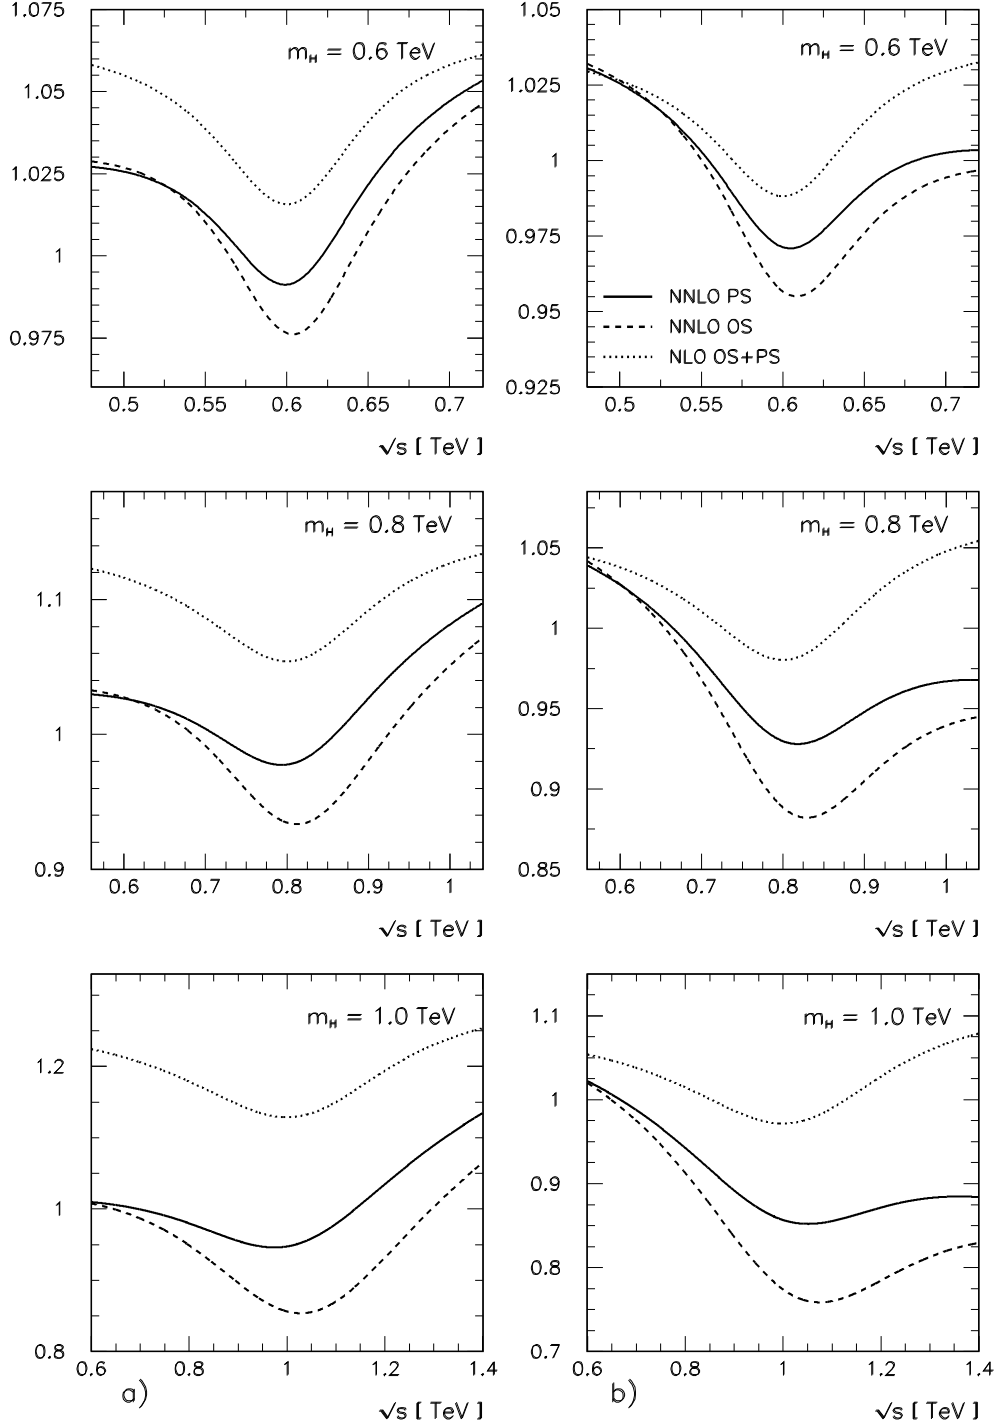 1.075
1.05
1.025
1
0.975
m_H = 0.6 TeV
0.5 0.55 0.6 0.65 0.7
√s [ TeV ]
1.05
1.025
1
0.975
0.95
0.925
m_H = 0.6 TeV
NNLO PS
NNLO OS
NLO OS+PS
0.5 0.55 0.6 0.65 0.7
√s [ TeV ]
1.1
1
0.9
m_H = 0.8 TeV
0.6 0.7 0.8 0.9 1
√s [ TeV ]
1.05
1
0.95
0.9
0.85
m_H = 0.8 TeV
0.6 0.7 0.8 0.9 1
√s [ TeV ]
1.2
1
0.8
m_H = 1.0 TeV
0.6 0.8 1 1.2 1.4
a)
√s [ TeV ]
1.1
1
0.9
0.8
0.7
m_H = 1.0 TeV
0.6 0.8 1 1.2 1.4
b)
√s [ TeV ]